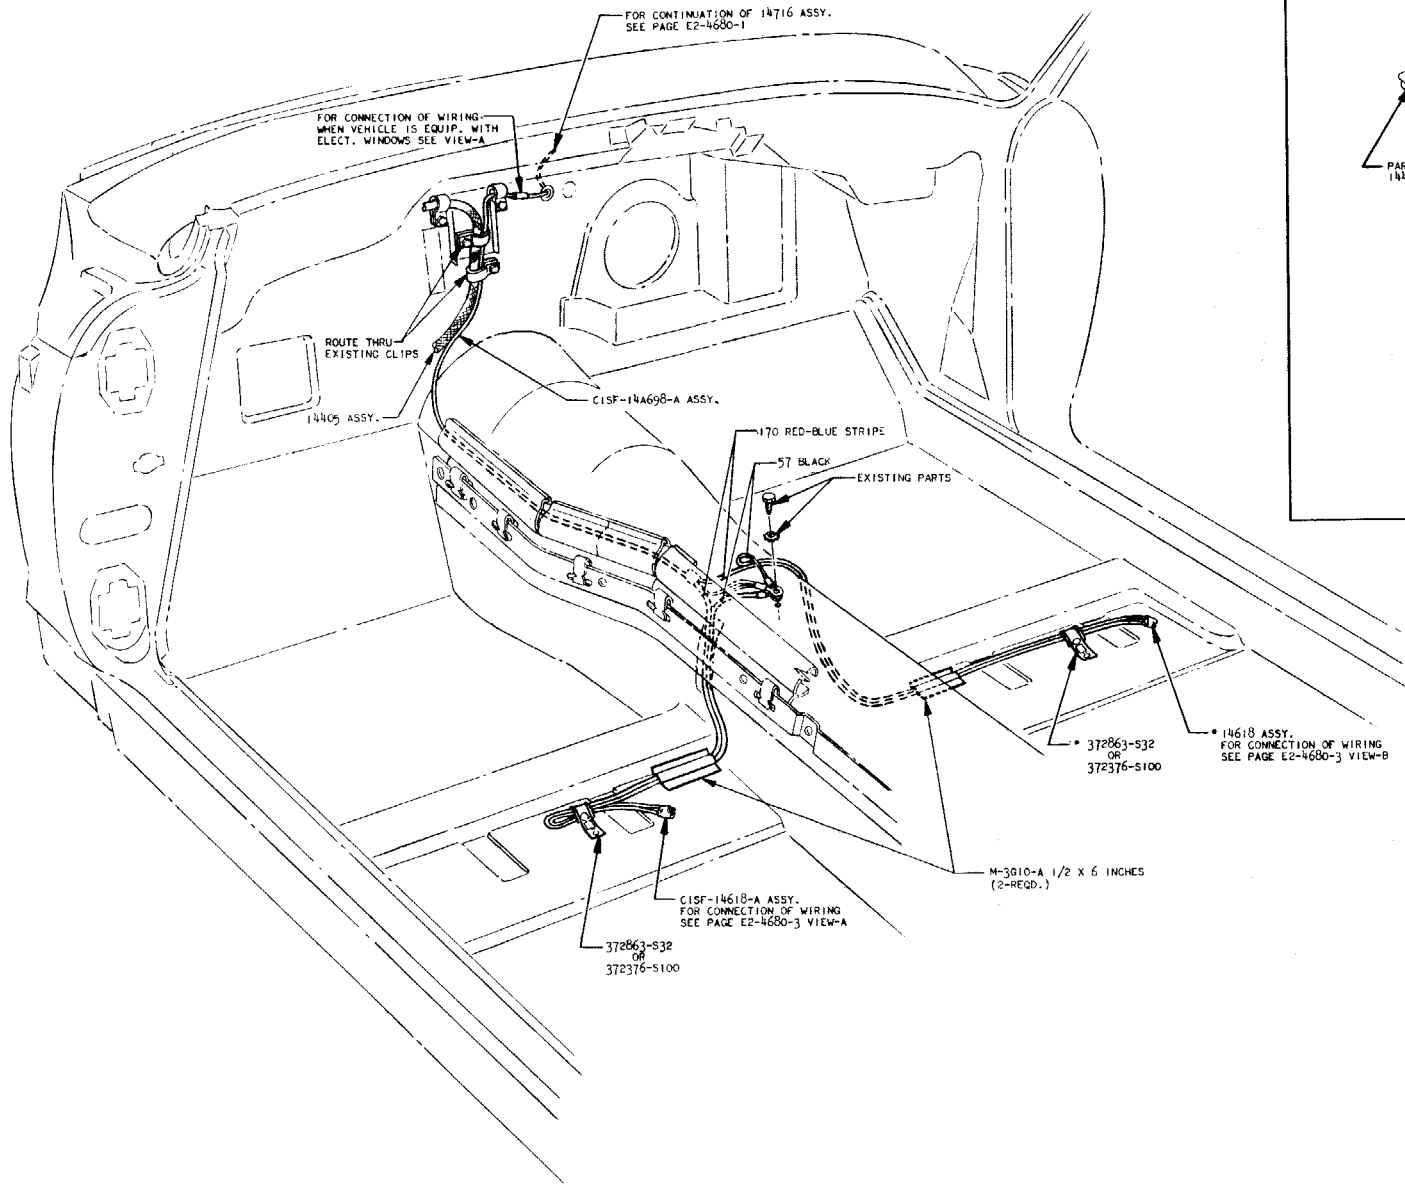 FOR CONTINUATION OF 14716 ASSY.
SEE PAGE E2-4680-1
FOR CONNECTION OF WIRING
WHEN VEHICLE IS EQUIP. WITH
ELECT. WINDOWS SEE VIEW-A
ROUTE THRU
EXISTING CLIPS
14405 ASSY.
C1SF-14A698-A ASSY.
170 RED-BLUE STRIPE
57 BLACK
EXISTING PARTS
* 14618 ASSY.
FOR CONNECTION OF WIRING
SEE PAGE E2-4680-3 VIEW-B
* 372863-S32
OR
372376-S100
M-3G10-A 1/2 X 6 INCHES
(2-REQD.)
C1SF-14618-A ASSY.
FOR CONNECTION OF WIRING
SEE PAGE E2-4680-3 VIEW-A
372863-S32
OR
372376-S100